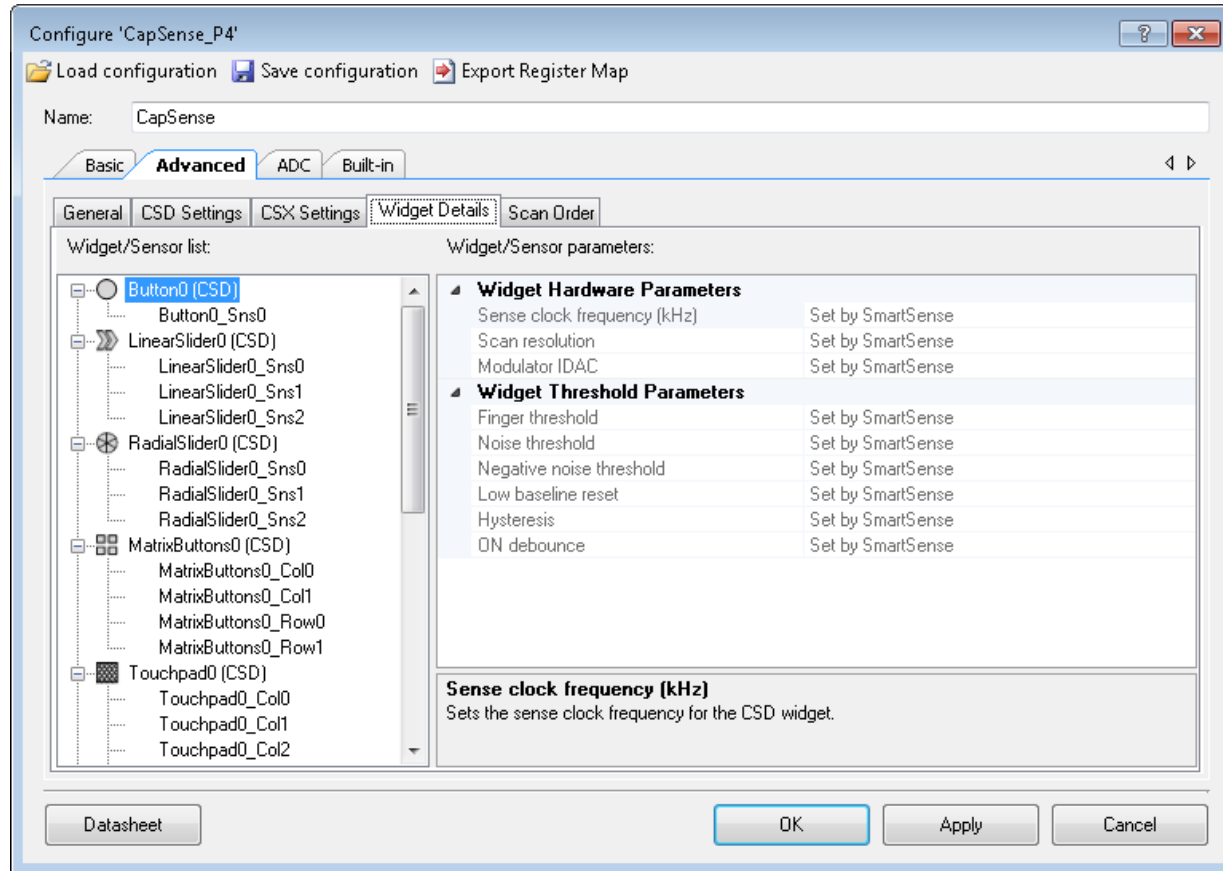 Configure 'CapSense_P4'
Load configuration Save configuration Export Register Map
Name: CapSense
Basic Advanced ADC Built-in
General CSD Settings CSX Settings Widget Details Scan Order
Widget/Sensor list:
Button0 (CSD)
Button0_Sns0
LinearSlider0 (CSD)
LinearSlider0_Sns0
LinearSlider0_Sns1
LinearSlider0_Sns2
RadialSlider0 (CSD)
RadialSlider0_Sns0
RadialSlider0_Sns1
RadialSlider0_Sns2
MatrixButtons0 (CSD)
MatrixButtons0_Col0
MatrixButtons0_Col1
MatrixButtons0_Row0
MatrixButtons0_Row1
Touchpad0 (CSD)
Touchpad0_Col0
Touchpad0_Col1
Touchpad0_Col2
Widget/Sensor parameters:
Widget Hardware Parameters
Sense clock frequency (kHz) Set by SmartSense
Scan resolution Set by SmartSense
Modulator IDAC Set by SmartSense
Widget Threshold Parameters
Finger threshold Set by SmartSense
Noise threshold Set by SmartSense
Negative noise threshold Set by SmartSense
Low baseline reset Set by SmartSense
Hysteresis Set by SmartSense
ON debounce Set by SmartSense
Sense clock frequency (kHz)
Sets the sense clock frequency for the CSD widget.
Datasheet OK Apply Cancel